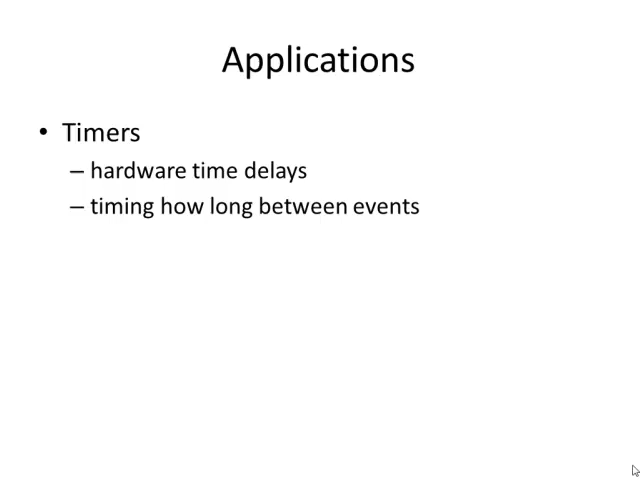 Applications
• Timers
– hardware time delays
– timing how long between events